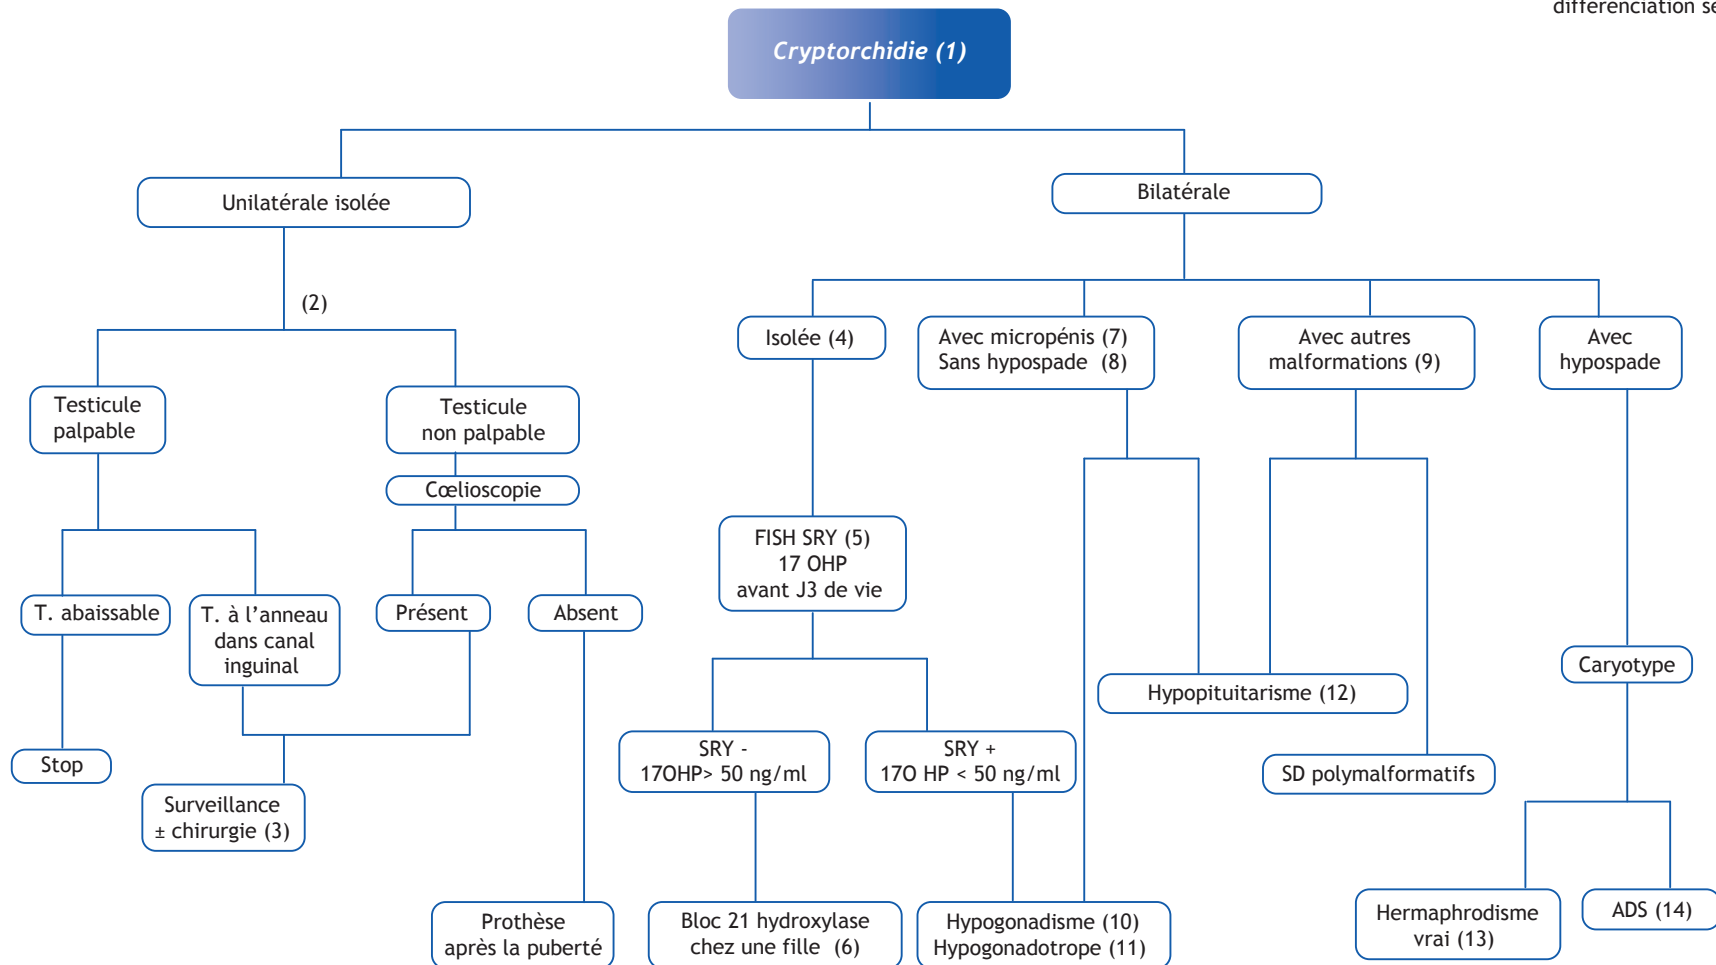 différenciation se
Cryptorchidie (1)
Unilatérale isolée
Bilatérale
(2)
Isolée (4)
Avec micropénis (7)
Sans hypospade (8)
Avec autres
malformations (9)
Avec
hypospade
Testicule
palpable
Testicule
non palpable
Cœlioscopie
FISH SRY (5)
17 OHP
avant J3 de vie
T. abaissable
T. à l'anneau
dans canal
inguinal
Présent
Absent
Caryotype
Hypopituitarisme (12)
Stop
SRY -
17OHP> 50 ng/ml
SRY +
17O HP < 50 ng/ml
SD polymalformatifs
Surveillance
± chirurgie (3)
Prothèse
après la puberté
Bloc 21 hydroxylase
chez une fille (6)
Hypogonadisme (10)
Hypogonadotrope (11)
Hermaphrodisme
vrai (13)
ADS (14)